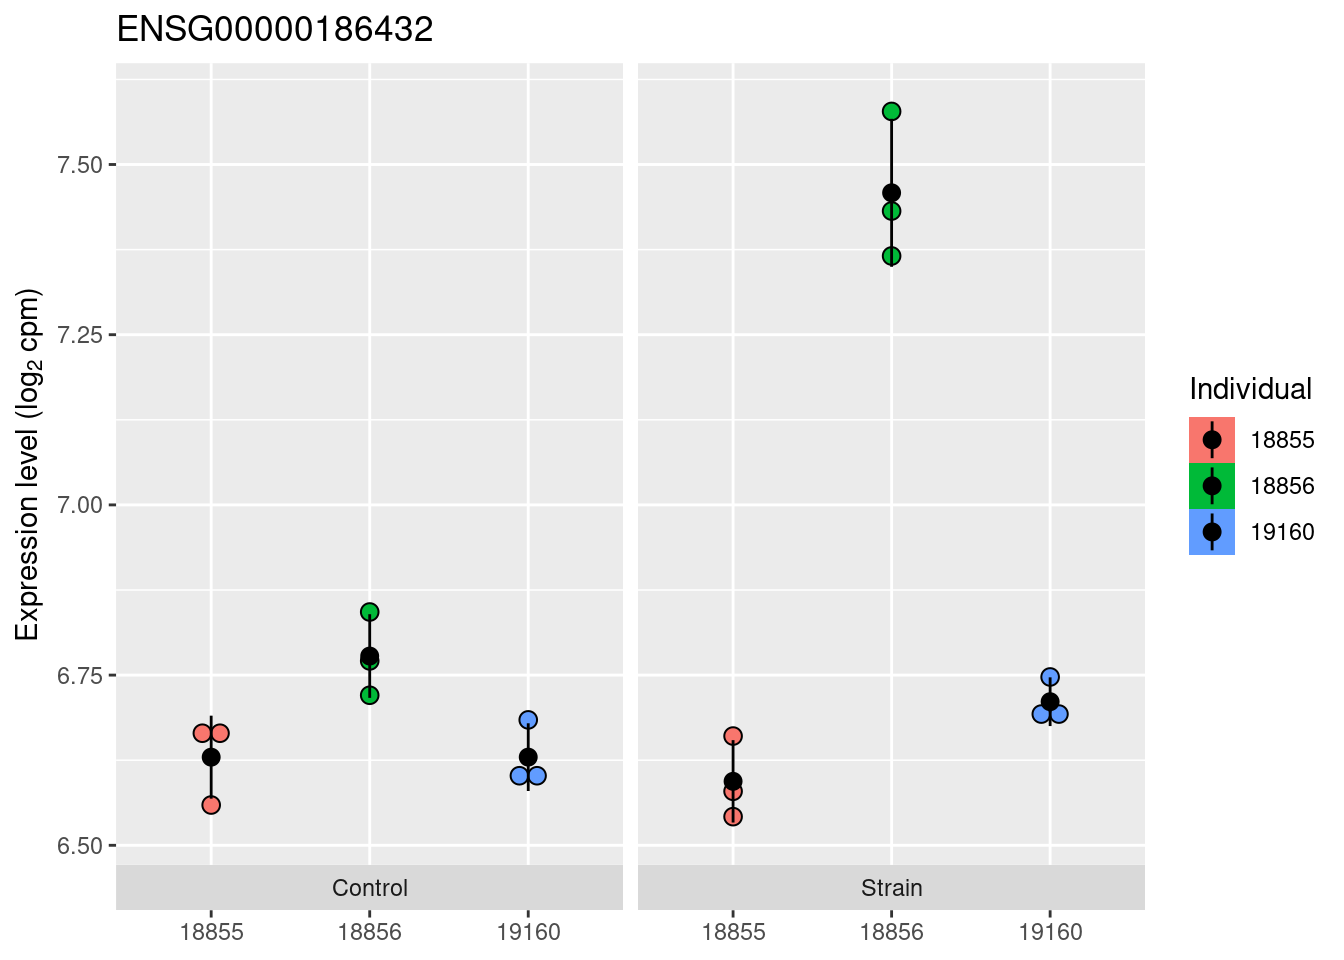 ENSG00000186432
Expression level (log2 cpm)
7.50
7.25
7.00
6.75
6.50
Control
Strain
18855
18856
19160
18855
18856
19160
Individual
18855
18856
19160